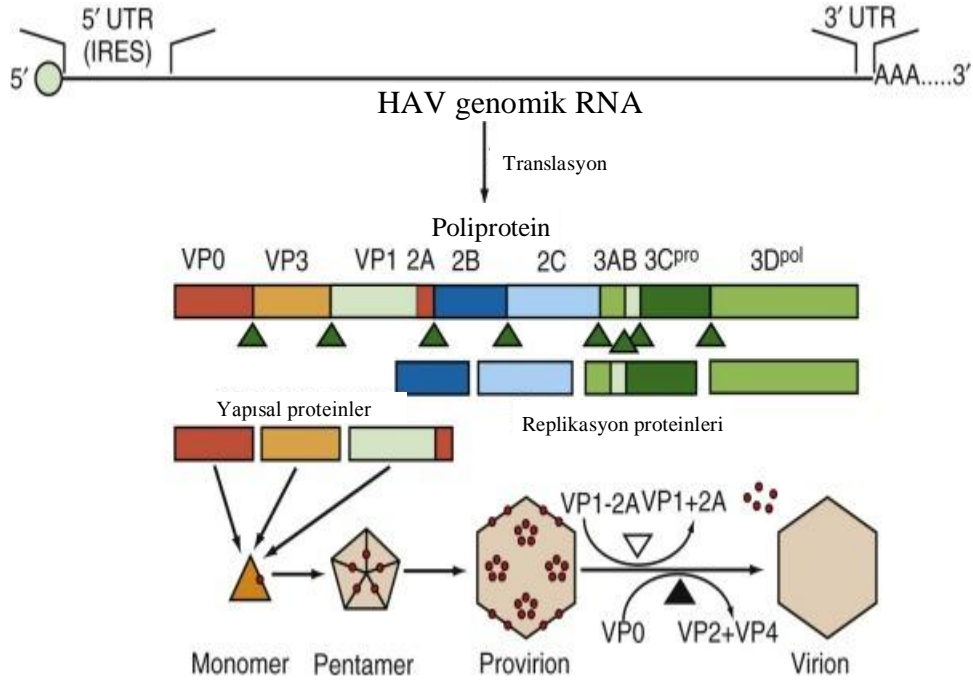 5′ UTR
(IRES)
3′ UTR
5′
AAA.....3′
HAV genomik RNA
Translasyon
Poliprotein
VP0 VP3 VP1 2A 2B 2C 3AB 3Cpro 3Dpol
Yapısal proteinler
Replikasyon proteinleri
VP1-2A VP1+2A
VP0 VP2+VP4
Monomer Pentamer Provirion Virion